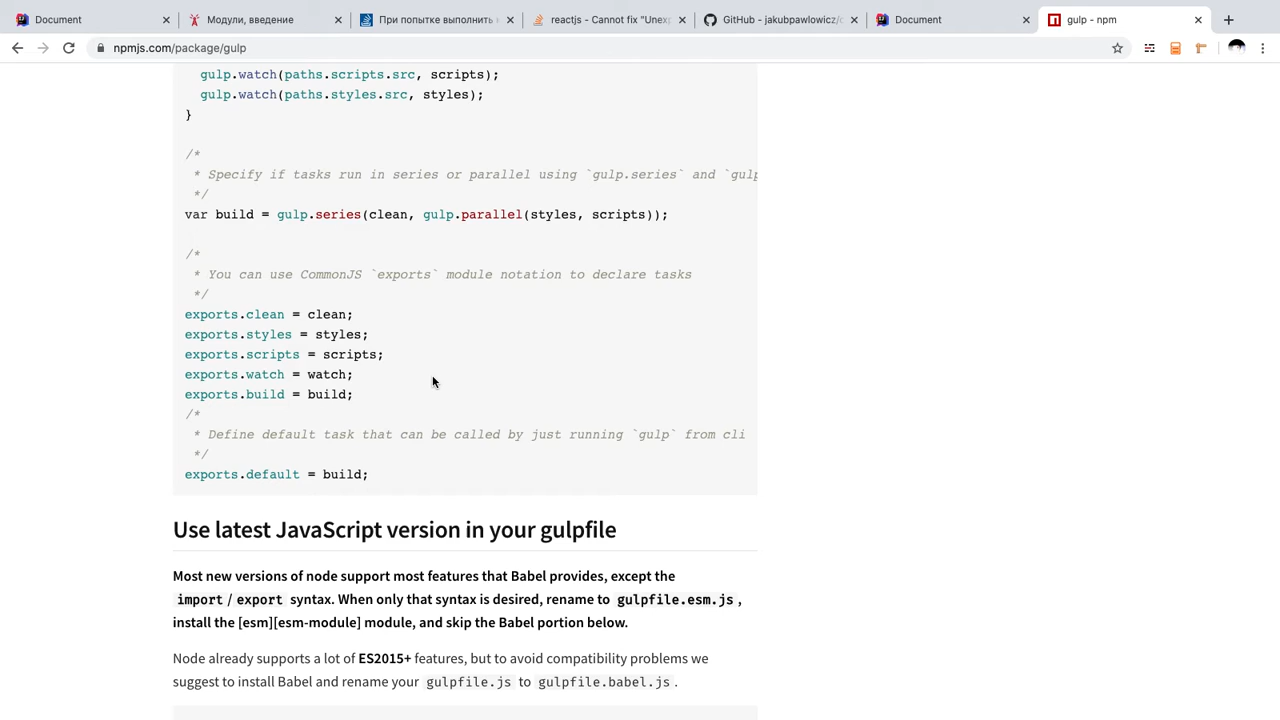 Document
Модули, введение
При попытке выполнить
reactjs - Cannot fix "Unex
GitHub - jakubpawlowicz/c
Document
gulp - npm
npmjs.com/package/gulp
gulp.watch(paths.scripts.src, scripts);
gulp.watch(paths.styles.src, styles);
}
/*
* Specify if tasks run in series or parallel using `gulp.series` and `gulp
*/
var build = gulp.series(clean, gulp.parallel(styles, scripts));
/*
* You can use CommonJS `exports` module notation to declare tasks
*/
exports.clean = clean;
exports.styles = styles;
exports.scripts = scripts;
exports.watch = watch;
exports.build = build;
/*
* Define default task that can be called by just running `gulp` from cli
*/
exports.default = build;
Use latest JavaScript version in your gulpfile
Most new versions of node support most features that Babel provides, except the
import / export syntax. When only that syntax is desired, rename to gulpfile.esm.js ,
install the [esm][esm-module] module, and skip the Babel portion below.
Node already supports a lot of ES2015+ features, but to avoid compatibility problems we
suggest to install Babel and rename your gulpfile.js to gulpfile.babel.js .